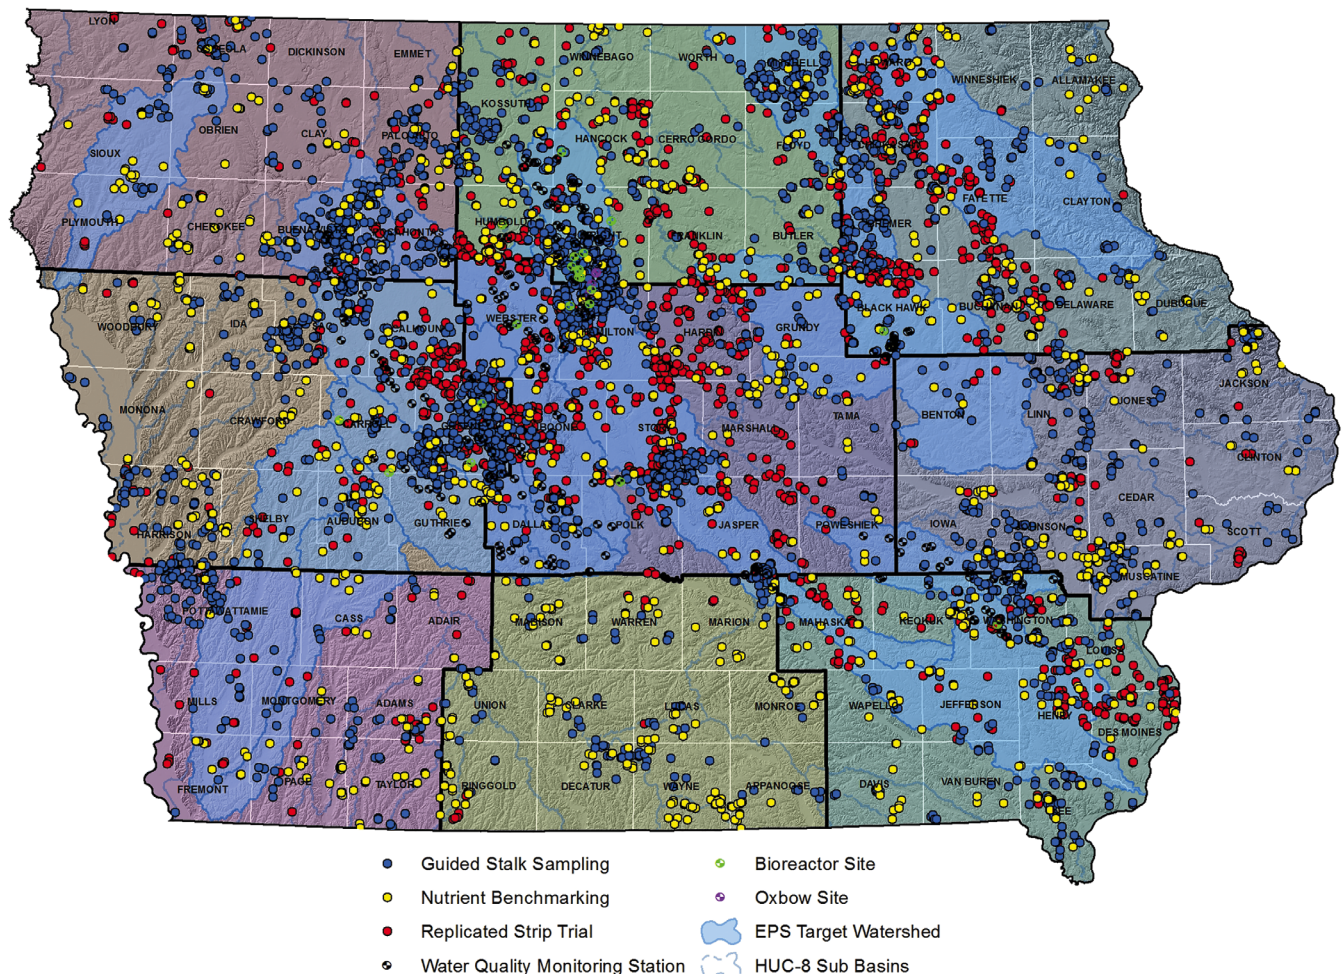 LYON
OSCEOLA
DICKINSON
EMMET
WINNEBAGO
WORTH
MITCHELL
HOWARD
WINNESHIEK
ALLAMAKEE
KOSSUTH
SIOUX
OBRIEN
CLAY
PALO ALTO
HANCOCK
CERRO GORDO
FLOYD
CHICKASAW
PLYMOUTH
CHEROKEE
BUENA VISTA
POCAHONTAS
HUMBOLDT
WRIGHT
FRANKLIN
BUTLER
BREMER
FAYETTE
CLAYTON
WOODBURY
IDA
SAC
CALHOUN
WEBSTER
HAMILTON
HARDIN
GRUNDY
BLACK HAWK
BUCHANAN
DELAWARE
DUBUQUE
MONONA
CRAWFORD
CARROLL
GREENE
BOONE
STORY
MARSHALL
TAMA
BENTON
LINN
JONES
JACKSON
CLINTON
CEDAR
HARRISON
SHELBY
AUDUBON
GUTHRIE
DALLAS
POLK
JASPER
POWESHIEK
IOWA
JOHNSON
SCOTT
MUSCATINE
POTTAWATTAMIE
CASS
ADAIR
MADISON
WARREN
MARION
MAHASKA
KEOKUK
WASHINGTON
LOUISA
MILLS
MONTGOMERY
ADAMS
UNION
CLARKE
LUCAS
MONROE
WAPELLO
JEFFERSON
HENRY
DES MOINES
FREMONT
PAGE
TAYLOR
RINGGOLD
DECATUR
WAYNE
APPANOOSE
DAVIS
VAN BUREN
LEE
Guided Stalk Sampling
Nutrient Benchmarking
Replicated Strip Trial
Water Quality Monitoring Station
Bioreactor Site
Oxbow Site
EPS Target Watershed
HUC-8 Sub Basins